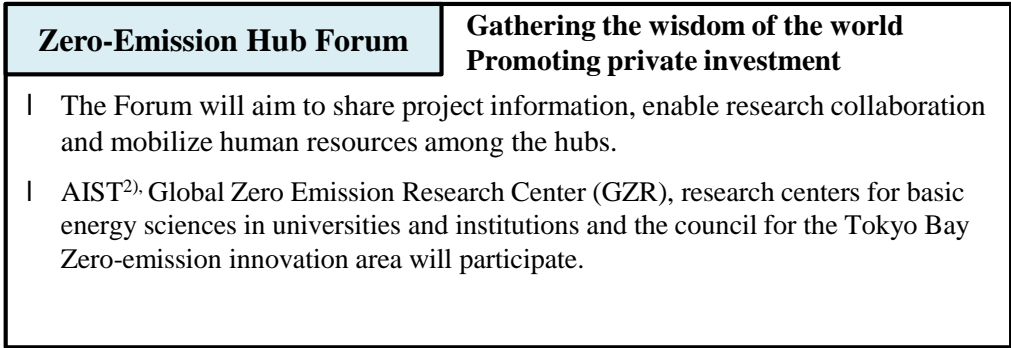 Zero-Emission Hub Forum
Gathering the wisdom of the world
Promoting private investment
l The Forum will aim to share project information, enable research collaboration
and mobilize human resources among the hubs.
l AIST2), Global Zero Emission Research Center (GZR), research centers for basic
energy sciences in universities and institutions and the council for the Tokyo Bay
Zero-emission innovation area will participate.